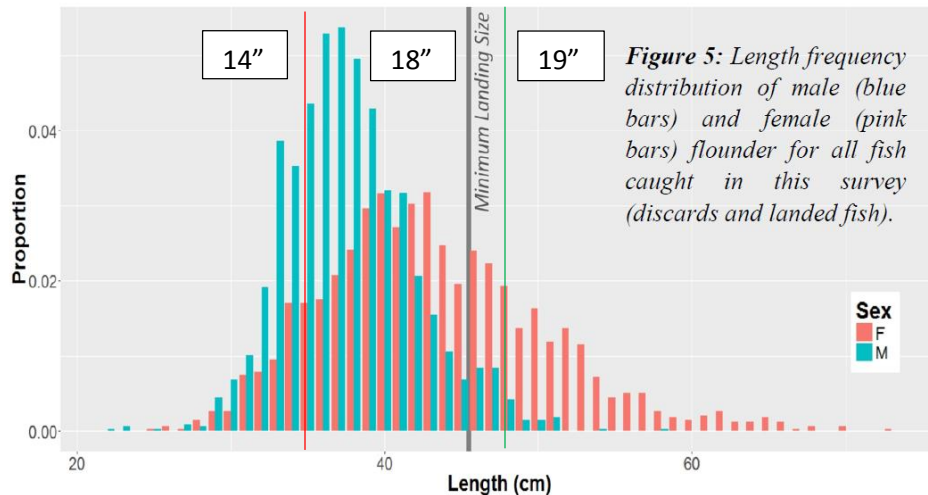 14”
18”
19”
Minimum Landing Size
Figure 5: Length frequency
distribution of male (blue
bars) and female (pink
bars) flounder for all fish
caught in this survey
(discards and landed fish).
Proportion
0.04
0.02
0.00
20
40
60
Length (cm)
Sex
F
M